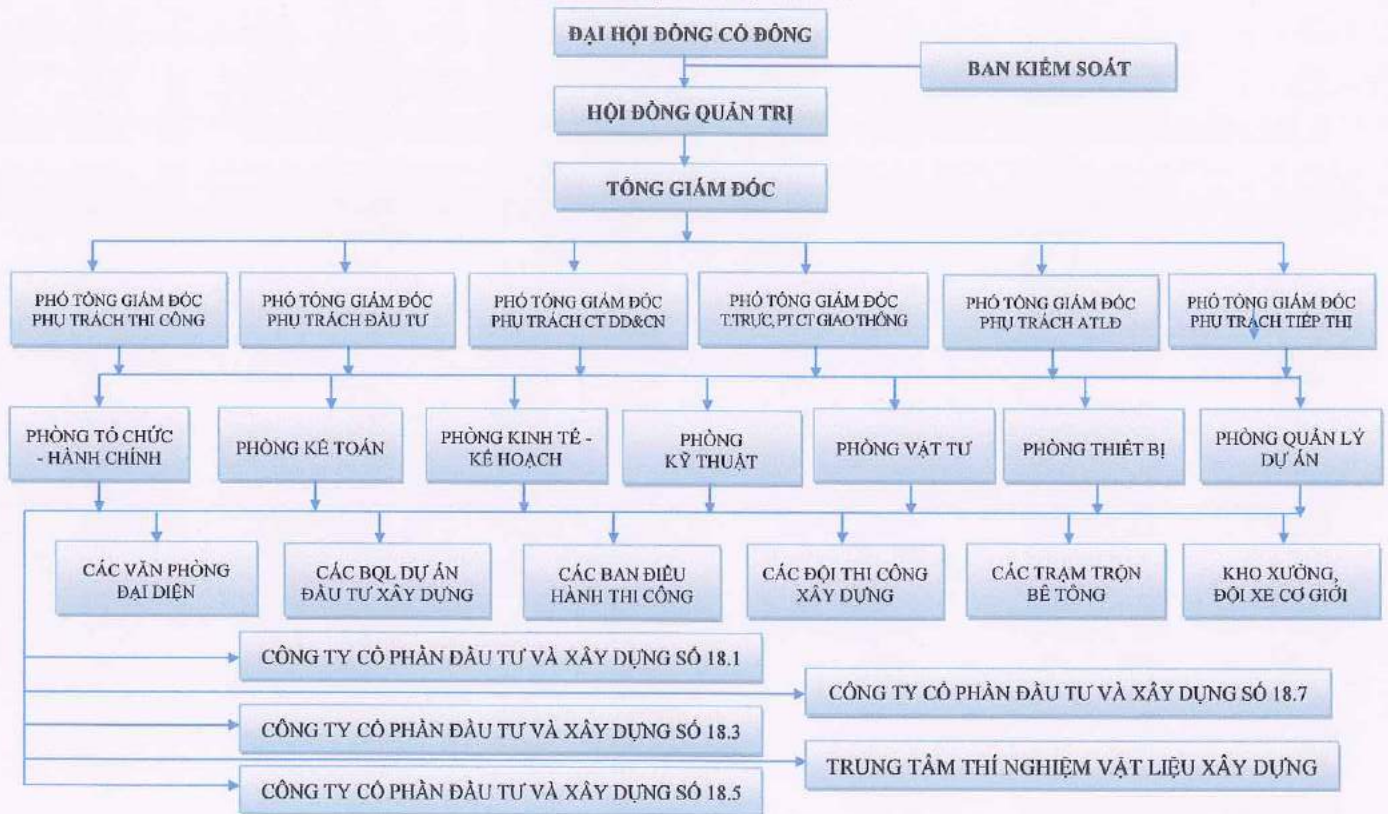 ĐẠI HỘI ĐỒNG CỔ ĐÔNG
BAN KIỂM SOÁT
HỘI ĐỒNG QUẢN TRỊ
TỔNG GIÁM ĐỐC
PHÓ TỔNG GIÁM ĐỐC
PHỤ TRÁCH THI CÔNG
PHÓ TỔNG GIÁM ĐỐC
PHỤ TRÁCH ĐẦU TƯ
PHÓ TỔNG GIÁM ĐỐC
PHỤ TRÁCH CT DD&CN
PHÓ TỔNG GIÁM ĐỐC
T.TRỰC, PT CT GIAO THÔNG
PHÓ TỔNG GIÁM ĐỐC
PHỤ TRÁCH ATLĐ
PHÓ TỔNG GIÁM ĐỐC
PHỤ TRÁCH TIẾP THỊ
PHÒNG TỔ CHỨC
- HÀNH CHÍNH
PHÒNG KẾ TOÁN
PHÒNG KINH TẾ -
KẾ HOẠCH
PHÒNG
KỸ THUẬT
PHÒNG VẬT TƯ
PHÒNG THIẾT BỊ
PHÒNG QUẢN LÝ
DỰ ÁN
CÁC VĂN PHÒNG
ĐẠI DIỆN
CÁC BQL DỰ ÁN
ĐẦU TƯ XÂY DỰNG
CÁC BAN ĐIỀU
HÀNH THI CÔNG
CÁC ĐỘI THI CÔNG
XÂY DỰNG
CÁC TRẠM TRỘN
BÊ TÔNG
KHO XƯỞNG,
ĐỘI XE CƠ GIỚI
CÔNG TY CỔ PHẦN ĐẦU TƯ VÀ XÂY DỰNG SỐ 18.1
CÔNG TY CỔ PHẦN ĐẦU TƯ VÀ XÂY DỰNG SỐ 18.7
CÔNG TY CỔ PHẦN ĐẦU TƯ VÀ XÂY DỰNG SỐ 18.3
TRUNG TÂM THÍ NGHIỆM VẬT LIỆU XÂY DỰNG
CÔNG TY CỔ PHẦN ĐẦU TƯ VÀ XÂY DỰNG SỐ 18.5